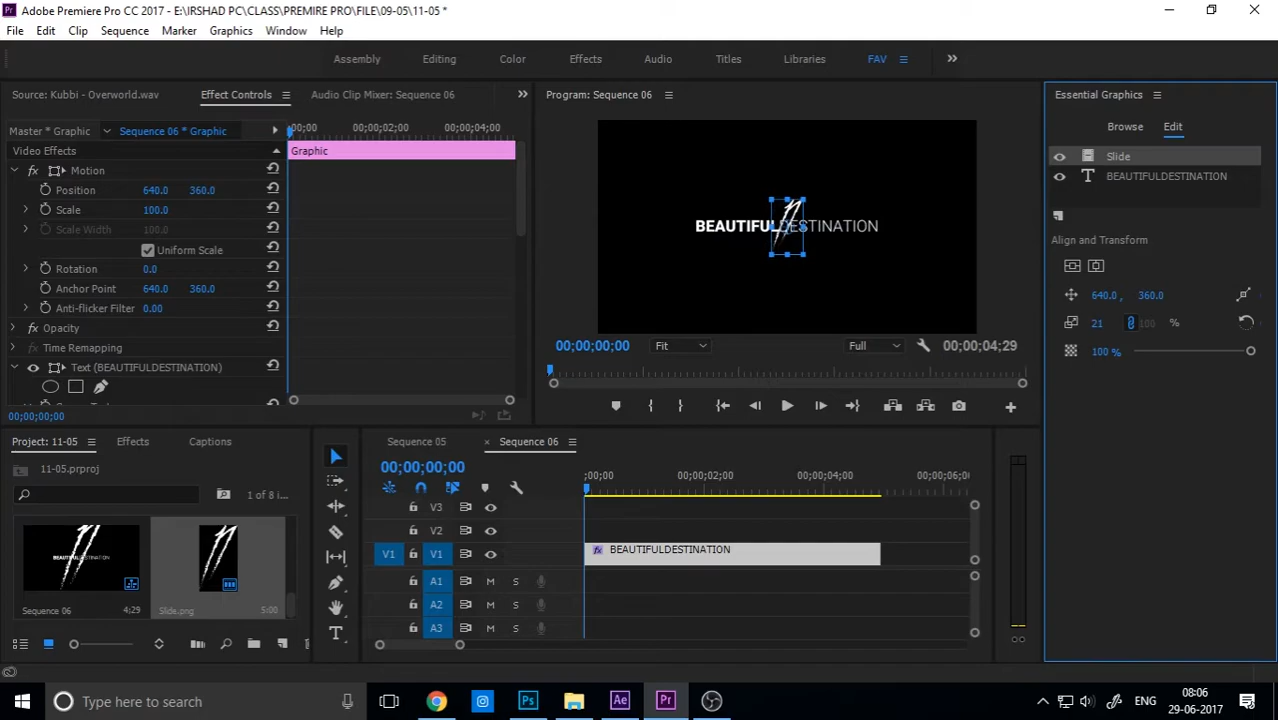 Adobe Premiere Pro CC 2017 - E:\IRSHAD PC\CLASS\PREMIRE PRO\FILE\09-05\11-05 *
File Edit Clip Sequence Marker Graphics Window Help
Assembly Editing Color Effects Audio Titles Libraries FAV
Source: Kubbi - Overworld.wav Effect Controls Audio Clip Mixer: Sequence 06
Master * Graphic Sequence 06 * Graphic
;00;00 00;00;02;00 00;00;04;00
Video Effects
Graphic
fx Motion
Position 640.0 360.0
Scale 100.0
Scale Width 100.0
Uniform Scale
Rotation 0.0
Anchor Point 640.0 360.0
Anti-flicker Filter 0.00
fx Opacity
Time Remapping
Text (BEAUTIFULDESTINATION)
00;00;00;00
Program: Sequence 06
BEAUTIFULDESTINATION
00;00;00;00 Fit Full 00;00;04;29
Essential Graphics
Browse Edit
Slide
T BEAUTIFULDESTINATION
Align and Transform
640.0 , 360.0
21 100 %
100 %
Project: 11-05 Effects Captions
11-05.prproj
1 of 8 i...
BEAUTIFULDESTINATION
Sequence 06 4;29
Slide.png 5:00
Sequence 05 × Sequence 06
00;00;00;00
;00;00 00;00;02;00 00;00;04;00 00;00;06;0
V3
V2
V1 V1 fx BEAUTIFULDESTINATION
A1 M S
A2 M S
A3 M S
Type here to search
Ps Ae Pr
ENG
08:06
29-06-2017